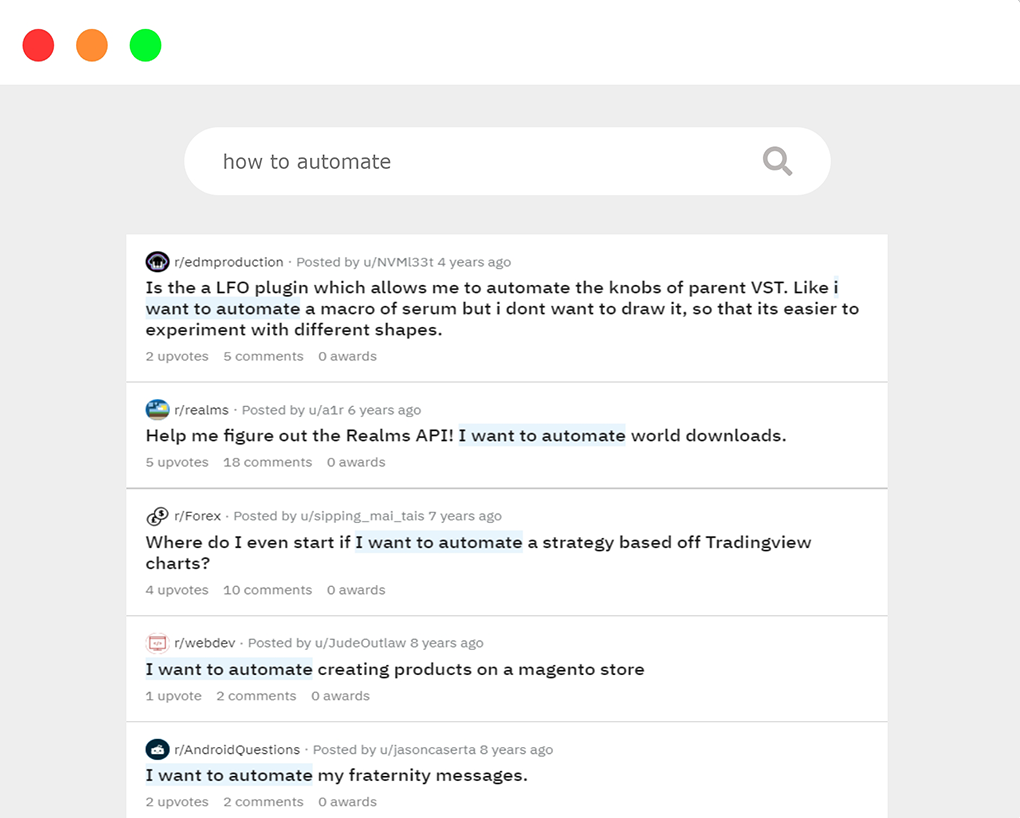 how to automate
r/edmproduction · Posted by u/NVMl33t 4 years ago
Is the a LFO plugin which allows me to automate the knobs of parent VST. Like i
want to automate a macro of serum but i dont want to draw it, so that its easier to
experiment with different shapes.
2 upvotes 5 comments 0 awards
r/realms · Posted by u/a1r 6 years ago
Help me figure out the Realms API! I want to automate world downloads.
5 upvotes 18 comments 0 awards
r/Forex · Posted by u/sipping_mai_tais 7 years ago
Where do I even start if I want to automate a strategy based off Tradingview
charts?
4 upvotes 10 comments 0 awards
r/webdev · Posted by u/JudeOutlaw 8 years ago
I want to automate creating products on a magento store
1 upvote 2 comments 0 awards
r/AndroidQuestions · Posted by u/jasoncaserta 8 years ago
I want to automate my fraternity messages.
2 upvotes 2 comments 0 awards